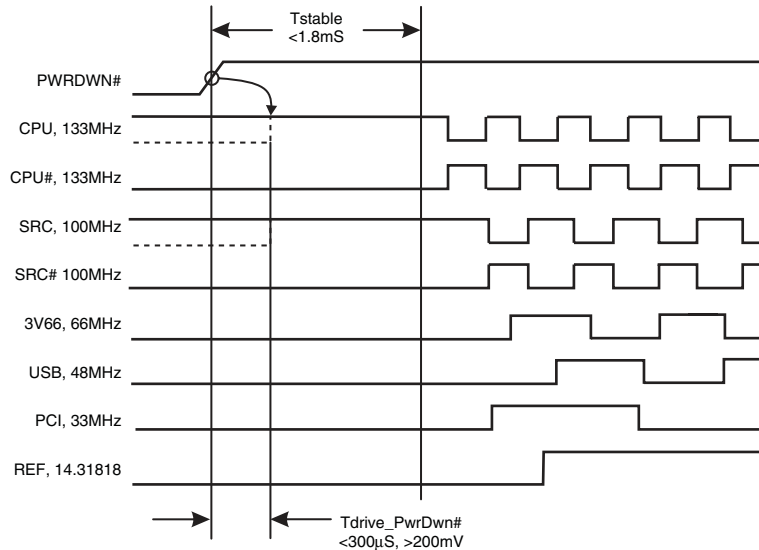 Tstable
<1.8mS
PWRDWN#
CPU, 133MHz
CPU#, 133MHz
SRC, 100MHz
SRC# 100MHz
3V66, 66MHz
USB, 48MHz
PCI, 33MHz
REF, 14.31818
Tdrive_PwrDwn#
<300µS, >200mV